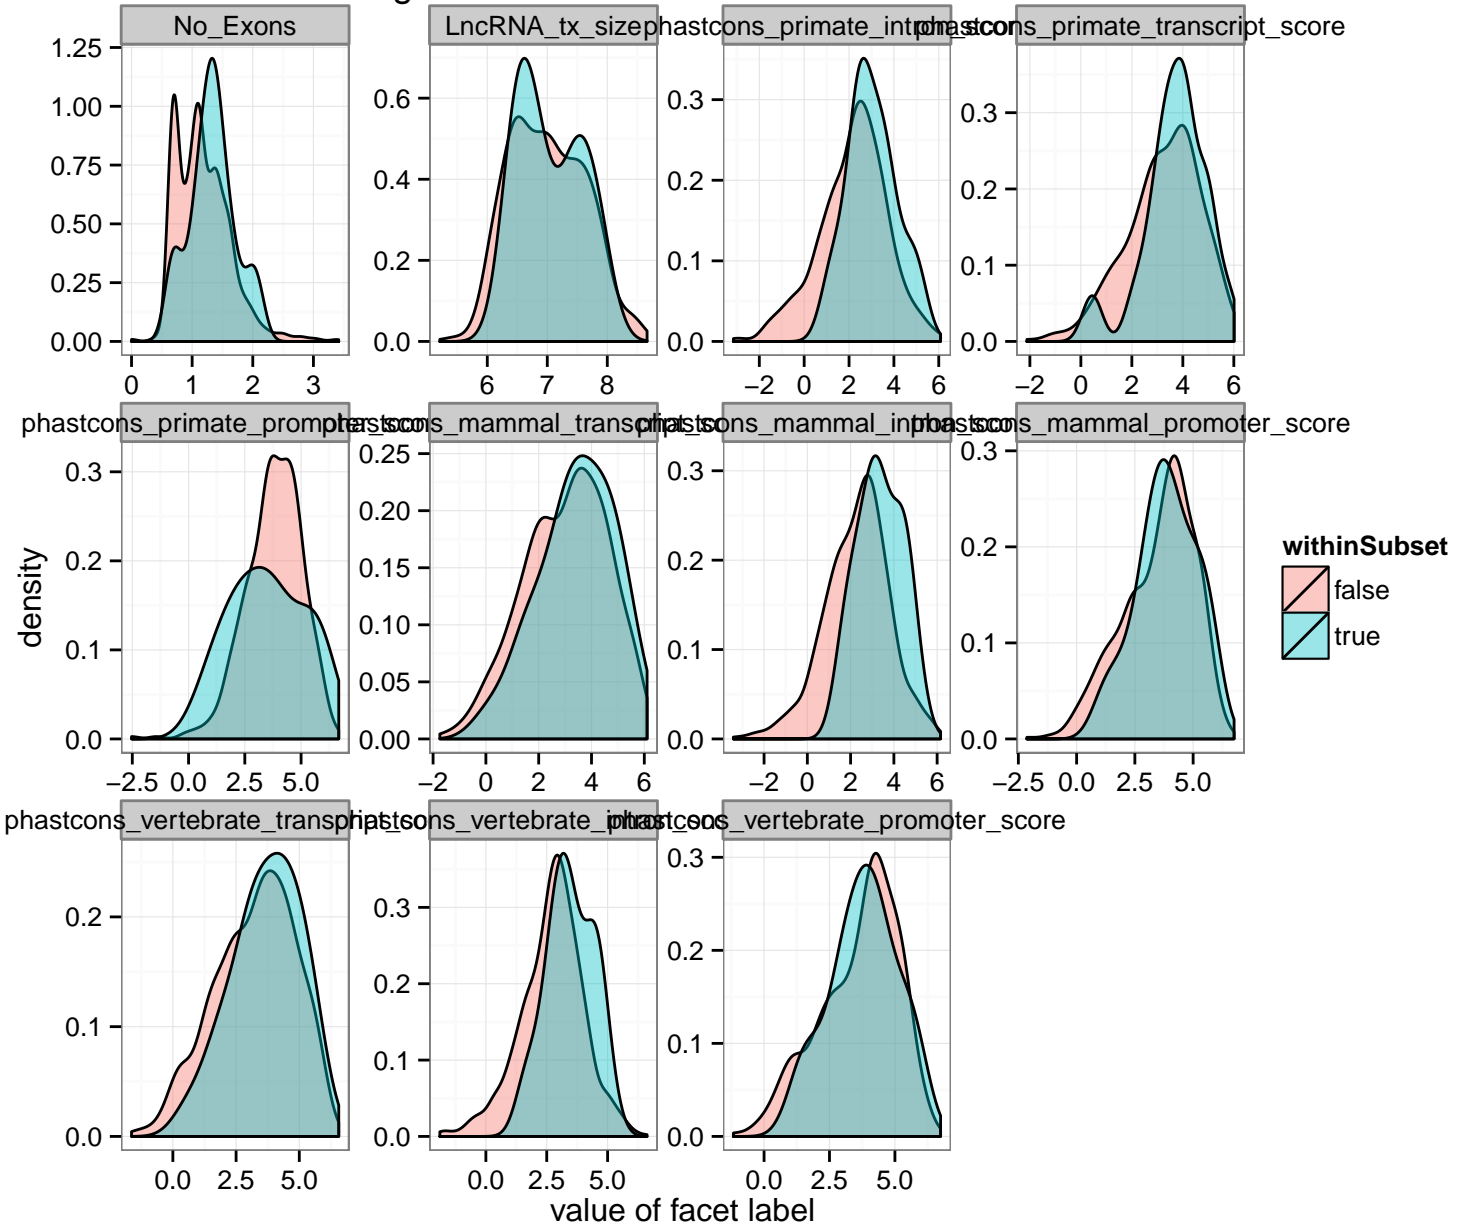 No_Exons
LncRNA_tx_size
phastcons_primate_intron_score
phastcons_primate_transcript_score
1.25
1.00
0.75
0.50
0.25
0.00
0.6
0.4
0.2
0.0
0.3
0.2
0.1
0.0
0.3
0.2
0.1
0.0
0 1 2 3
6 7 8
−2 0 2 4 6
−2 0 2 4 6
phastcons_primate_promoter_score
phastcons_mammal_transcript_score
phastcons_mammal_intron_score
phastcons_mammal_promoter_score
0.3
0.2
0.1
0.0
0.25
0.20
0.15
0.10
0.05
0.00
0.3
0.2
0.1
0.0
0.3
0.2
0.1
0.0
−2.5 0.0 2.5 5.0
−2 0 2 4 6
−2 0 2 4 6
−2.5 0.0 2.5 5.0
phastcons_vertebrate_transcript_score
phastcons_vertebrate_intron_score
phastcons_vertebrate_promoter_score
0.2
0.1
0.0
0.3
0.2
0.1
0.0
0.3
0.2
0.1
0.0
0.0 2.5 5.0
0.0 2.5 5.0
0.0 2.5 5.0
density
value of facet label
withinSubset
false
true